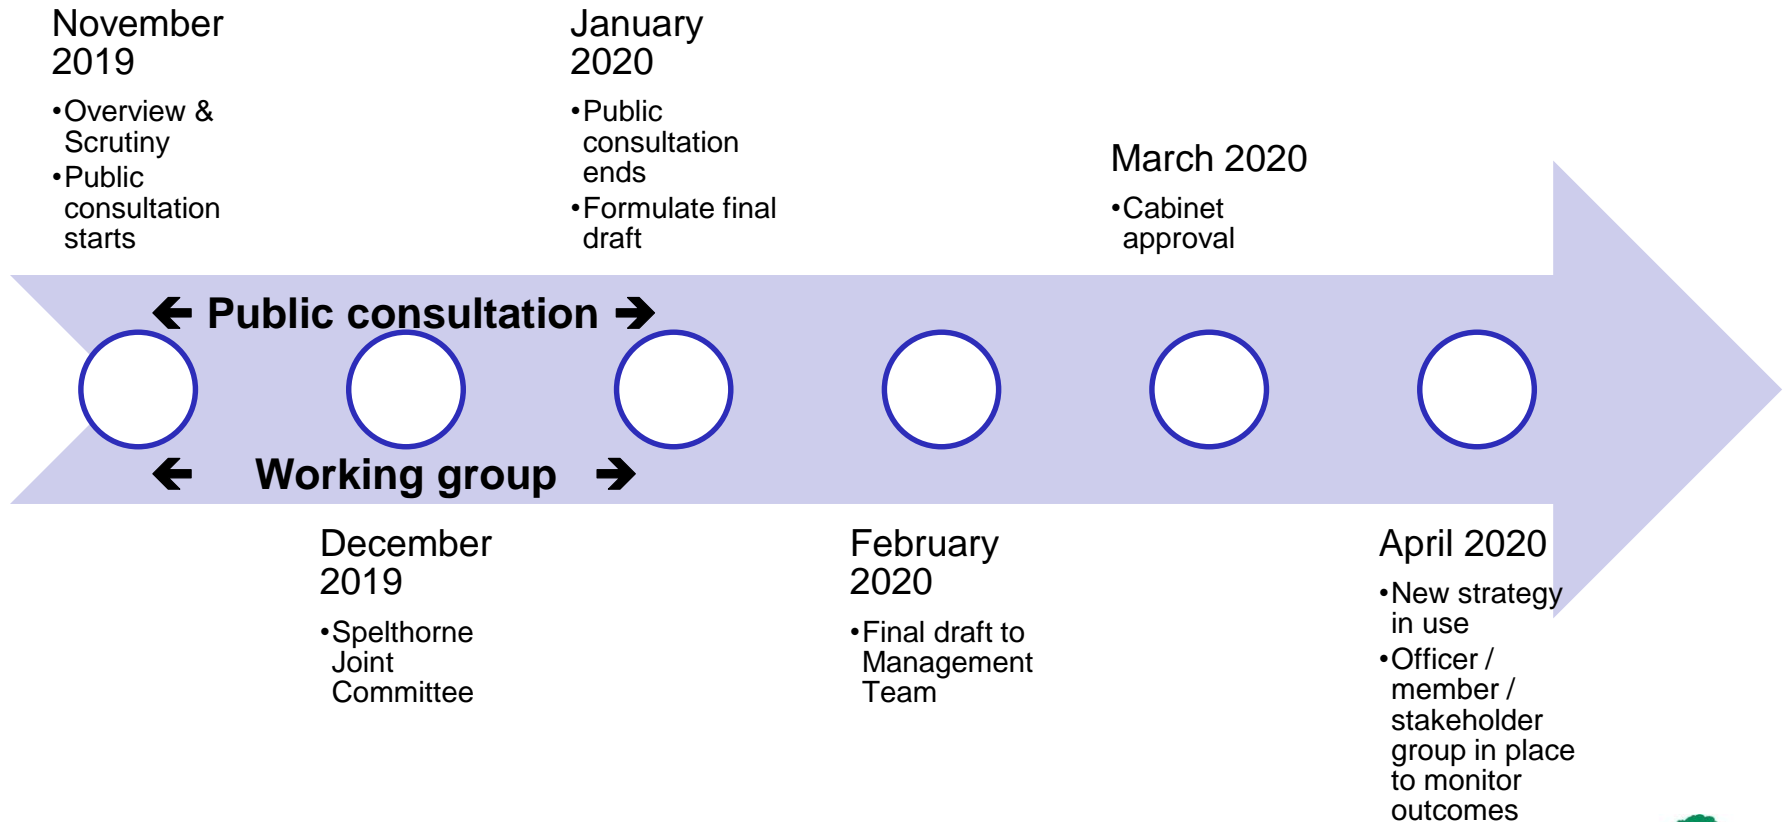 November
2019
•Overview &
Scrutiny
•Public
consultation
starts
January
2020
•Public
consultation
ends
•Formulate final
draft
March 2020
•Cabinet
approval
🡨 Public consultation 🡪
🡨 Working group 🡪
December
2019
•Spelthorne
Joint
Committee
February
2020
•Final draft to
Management
Team
April 2020
•New strategy
in use
•Officer /
member /
stakeholder
group in place
to monitor
outcomes